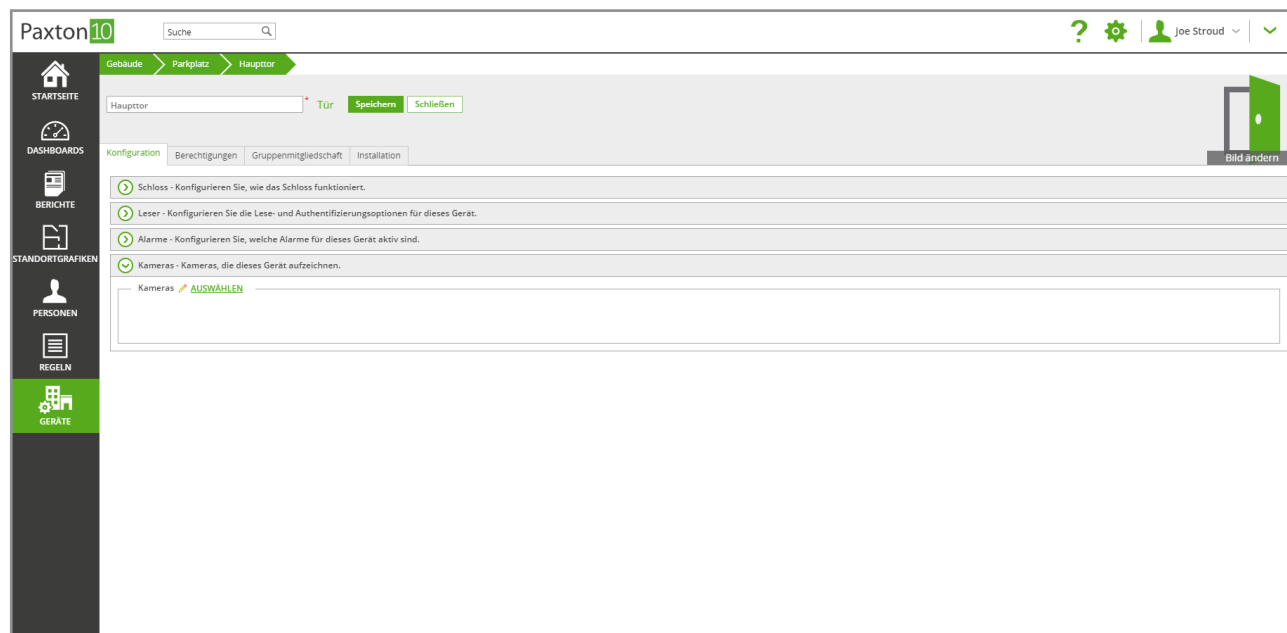 Paxton10
Suche
?
Joe Stroud
STARTSEITE
DASHBOARDS
BERICHTE
STANDORTGRAFIKEN
PERSONEN
REGELN
GERÄTE
Gebäude Parkplatz Haupttor
Haupttor * Tür Speichern Schließen
Bild ändern
Konfiguration Berechtigungen Gruppenmitgliedschaft Installation
Schloss - Konfigurieren Sie, wie das Schloss funktioniert.
Leser - Konfigurieren Sie die Lese- und Authentifizierungsoptionen für dieses Gerät.
Alarme - Konfigurieren Sie, welche Alarme für dieses Gerät aktiv sind.
Kameras - Kameras, die dieses Gerät aufzeichnen.
Kameras AUSWÄHLEN